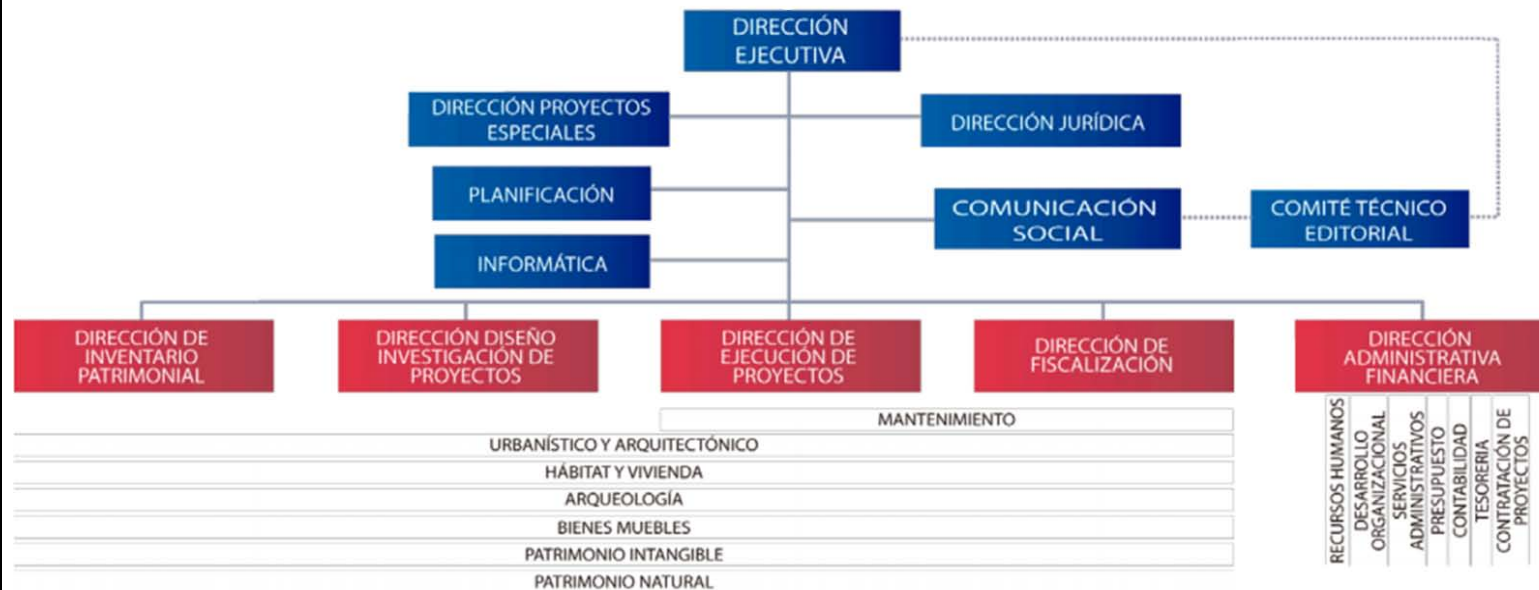 DIRECCIÓN
EJECUTIVA
DIRECCIÓN PROYECTOS
ESPECIALES
DIRECCIÓN JURÍDICA
PLANIFICACIÓN
COMUNICACIÓN
SOCIAL
COMITÉ TÉCNICO
EDITORIAL
INFORMÁTICA
DIRECCIÓN DE
INVENTARIO
PATRIMONIAL
DIRECCIÓN DISEÑO
INVESTIGACIÓN DE
PROYECTOS
DIRECCIÓN DE
EJECUCIÓN DE
PROYECTOS
DIRECCIÓN DE
FISCALIZACIÓN
DIRECCIÓN
ADMINISTRATIVA
FINANCIERA
MANTENIMIENTO
URBANÍSTICO Y ARQUITECTÓNICO
HÁBITAT Y VIVIENDA
ARQUEOLOGÍA
BIENES MUEBLES
PATRIMONIO INTANGIBLE
PATRIMONIO NATURAL
RECURSOS HUMANOS
DESARROLLO
ORGANIZACIONAL
SERVICIOS
ADMINISTRATIVOS
PRESUPUESTO
CONTABILIDAD
TESORERIA
CONTRATACIÓN DE
PROYECTOS